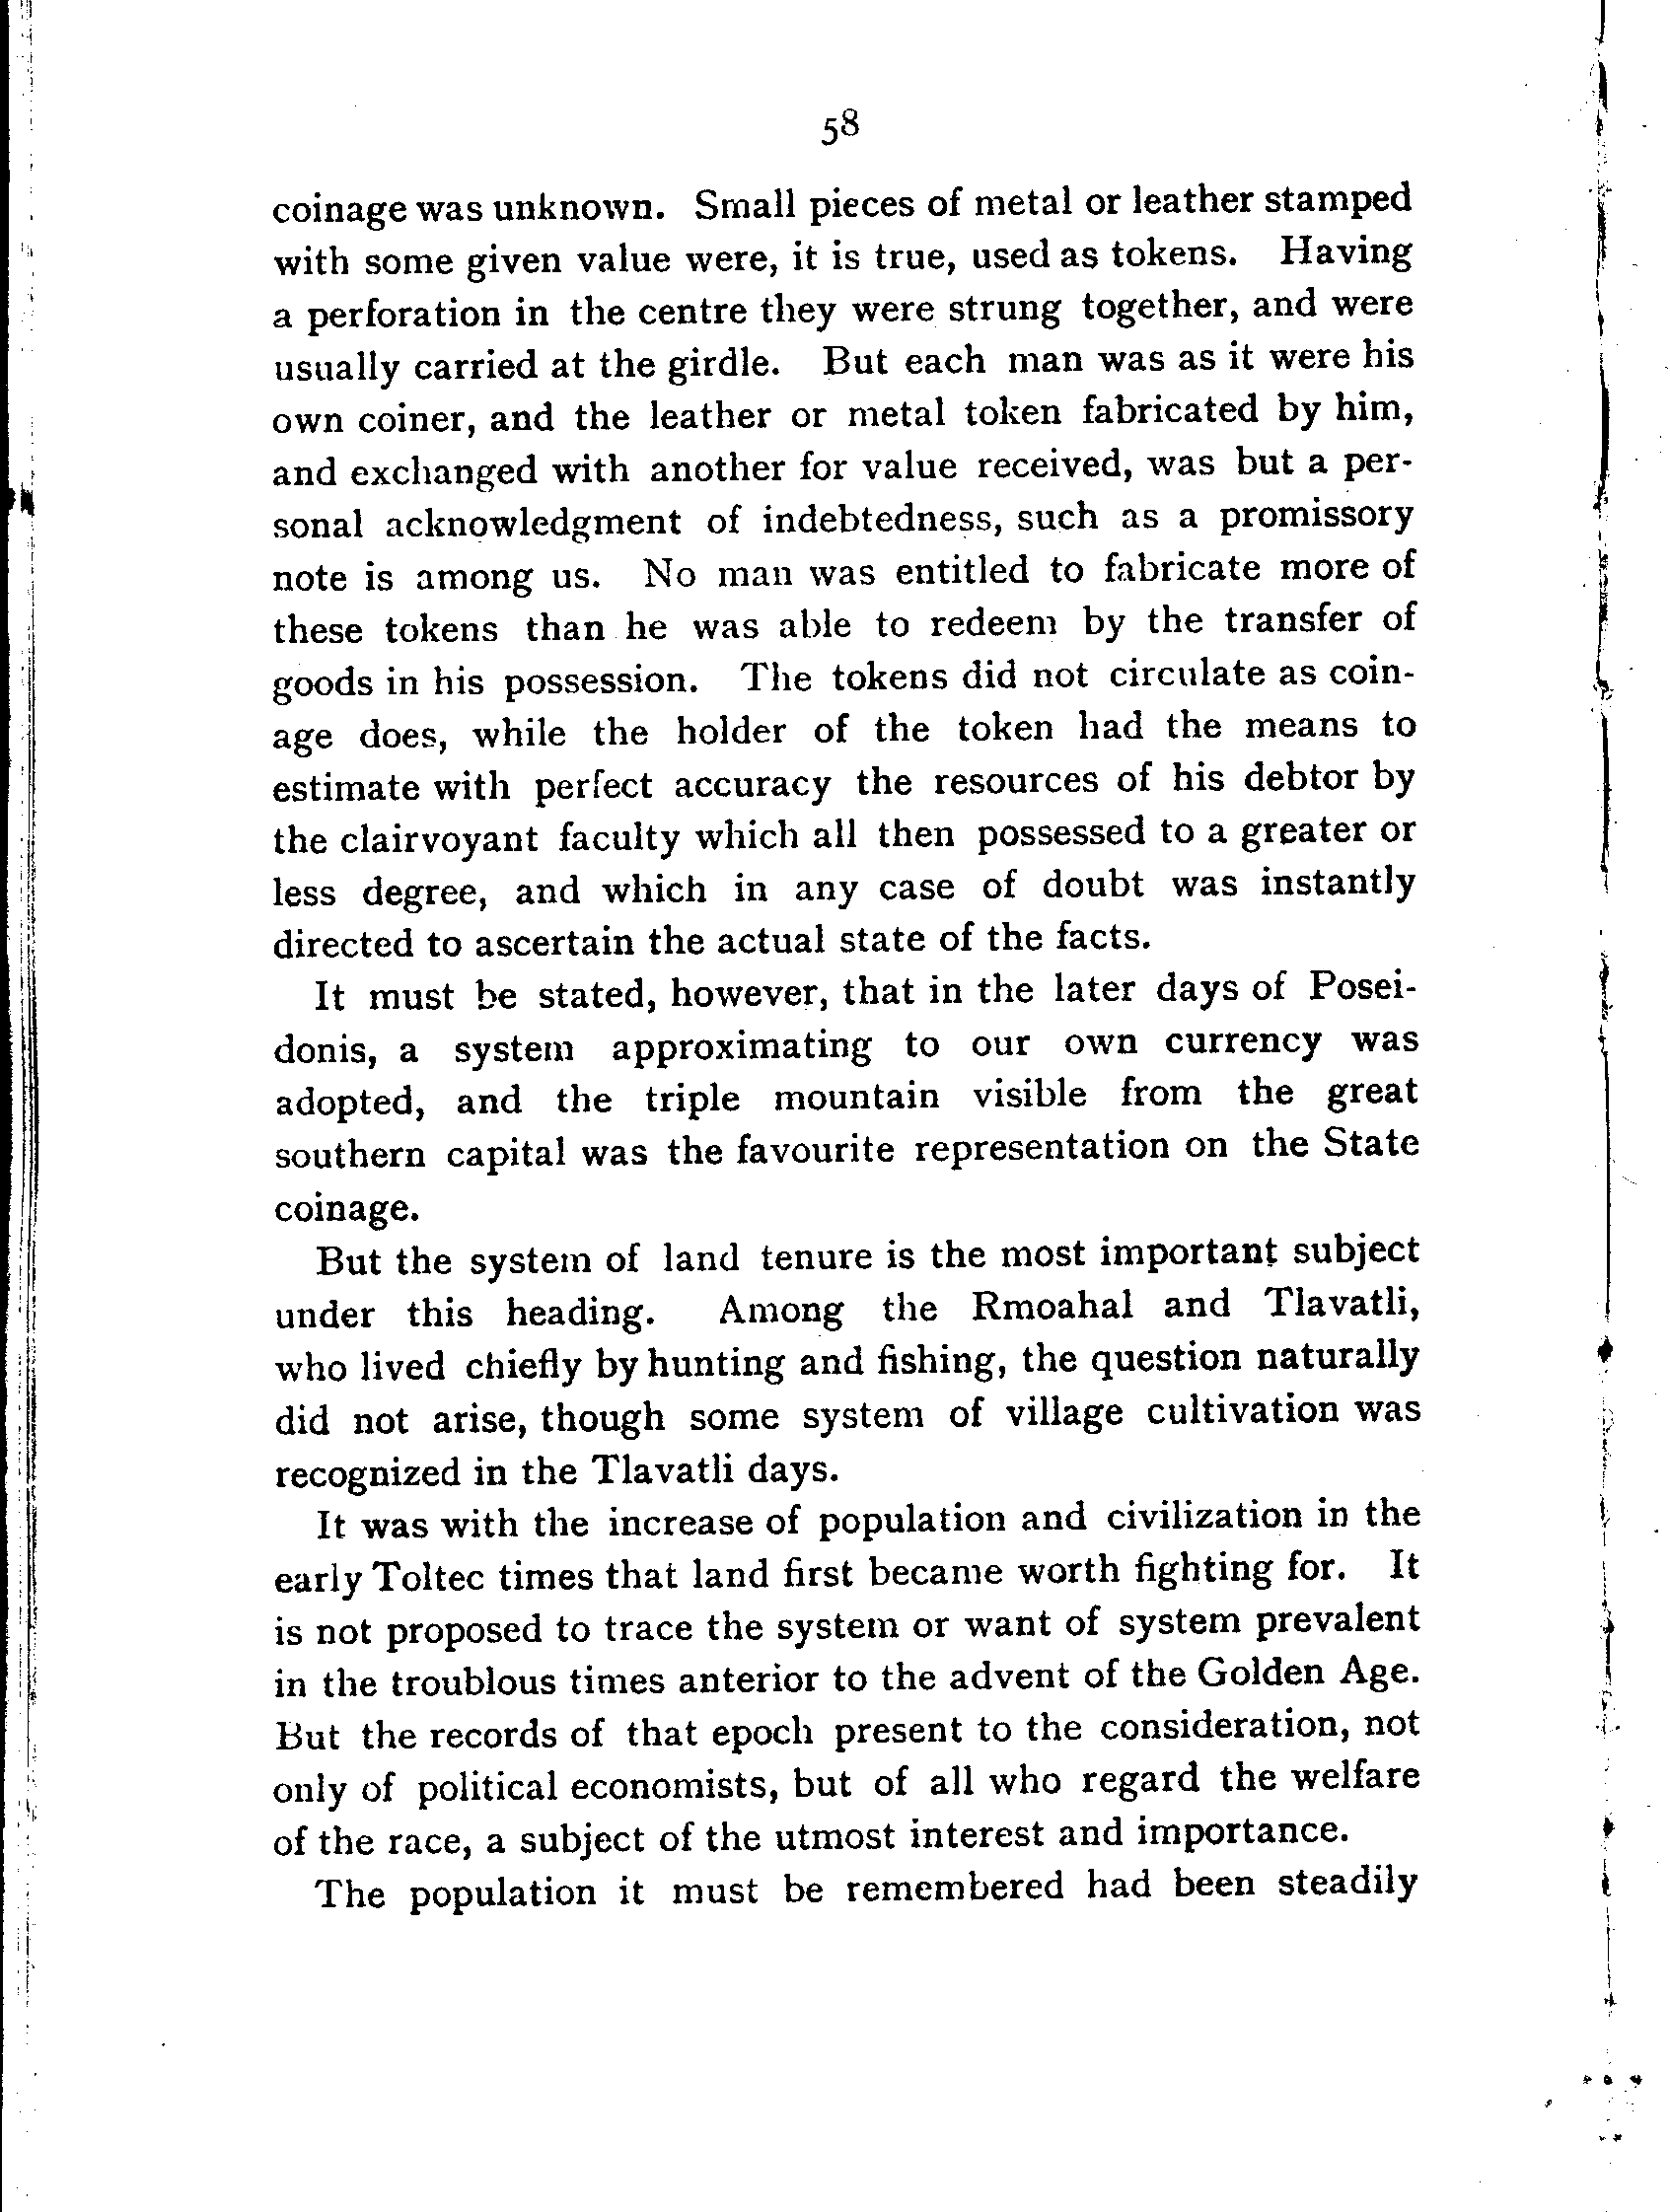 58
coinage was unknown. Small pieces of metal or leather stamped
with some given value were, it is true, used as tokens. Having
a perforation in the centre they were strung together, and were
usually carried at the girdle. But each man was as it were his
own coiner, and the leather or metal token fabricated by him,
and exchanged with another for value received, was but a per-
sonal acknowledgment of indebtedness, such as a promissory
note is among us. No man was entitled to fabricate more of
these tokens than he was able to redeem by the transfer of
goods in his possession. The tokens did not circulate as coin-
age does, while the holder of the token had the means to
estimate with perfect accuracy the resources of his debtor by
the clairvoyant faculty which all then possessed to a greater or
less degree, and which in any case of doubt was instantly
directed to ascertain the actual state of the facts.
It must be stated, however, that in the later days of Posei-
donis, a system approximating to our own currency was
adopted, and the triple mountain visible from the great
southern capital was the favourite representation on the State
coinage.
But the system of land tenure is the most important subject
under this heading. Among the Rmoahal and Tlavatli,
who lived chiefly by hunting and fishing, the question naturally
did not arise, though some system of village cultivation was
recognized in the Tlavatli days.
It was with the increase of population and civilization in the
early Toltec times that land first became worth fighting for. It
is not proposed to trace the system or want of system prevalent
in the troublous times anterior to the advent of the Golden Age.
But the records of that epoch present to the consideration, not
only of political economists, but of all who regard the welfare
of the race, a subject of the utmost interest and importance.
The population it must be remembered had been steadily